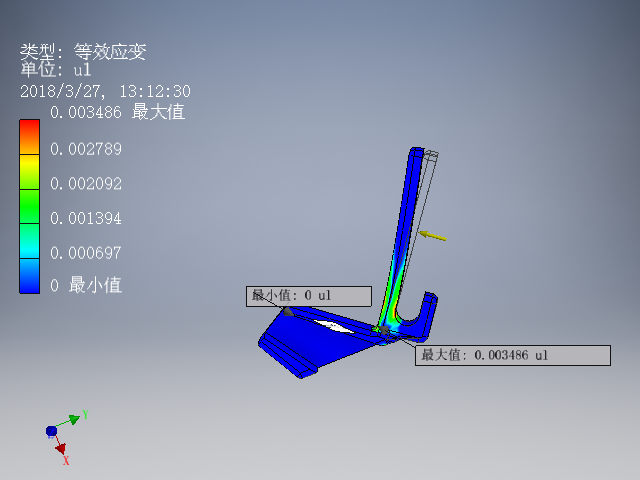 类型: 等效应变
单位: ul
2018/3/27, 13:12:30
0.003486 最大值
0.002789
0.002092
0.001394
0.000697
0 最小值
最小值: 0 ul
最大值: 0.003486 ul
Y
X